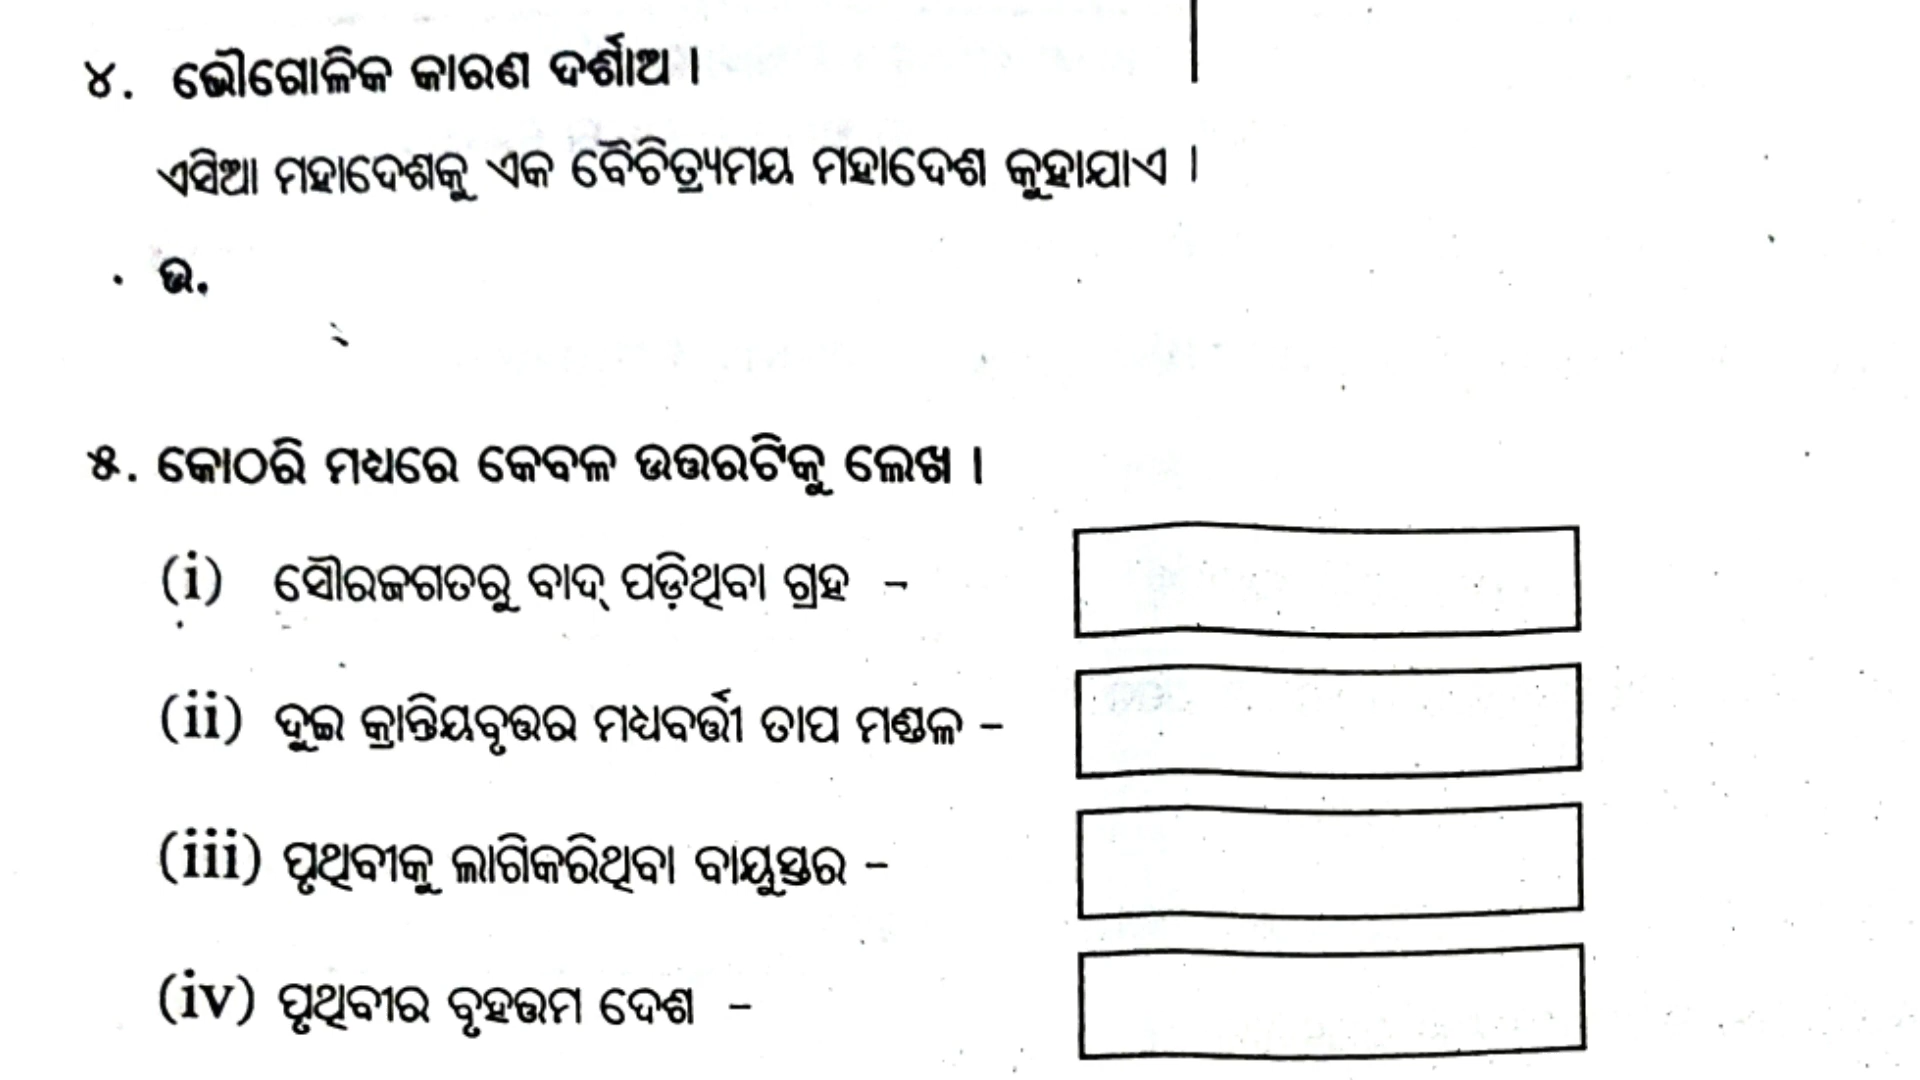 ୪. ଭୌଗୋଳିକ କାରଣ ଦର୍ଶାଅ ।
ଏସିଆ ମହାଦେଶକୁ ଏକ ବୈଚିତ୍ର୍ୟମୟ ମହାଦେଶ କୁହାଯାଏ ।
ଉ.
୫. କୋଠରି ମଧ୍ୟରେ କେବଳ ଉତ୍ତରଟିକୁ ଲେଖ ।
(i) ସୌରଜଗତରୁ ବାଦ୍ ପଡ଼ିଥିବା ଗ୍ରହ –
(ii) ଦୁଇ କ୍ରାନ୍ତିୟବୃତ୍ତର ମଧ୍ୟବର୍ତ୍ତୀ ତାପ ମଣ୍ଡଳ –
(iii) ପୃଥିବୀକୁ ଲାଗିକରିଥିବା ବାୟୁସ୍ତର –
(iv) ପୃଥିବୀର ବୃହତ୍ତମ ଦେଶ –